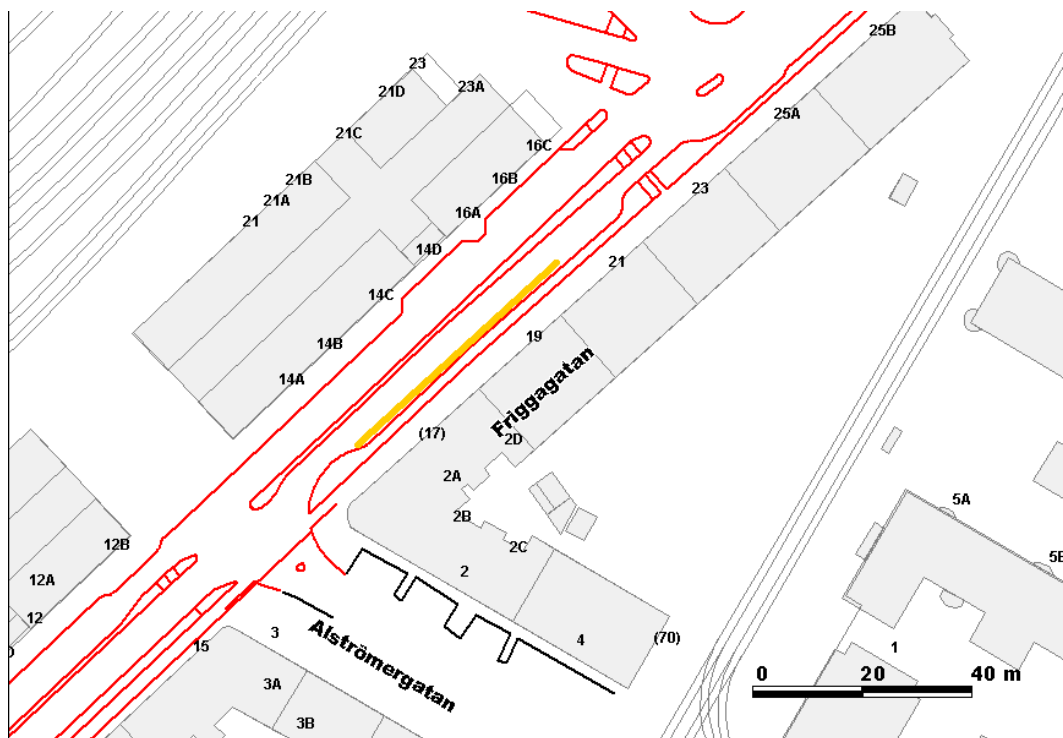 25B
23
23A
21D
25A
21C
16C
21B
16B
23
21A
16A
21
14D
21
14C
19
14B
14A
Friggagatan
(17)
2D
2A
2B
12B
2C
5A
5B
12A
2
12
4
(70)
3
15
1
Alströmergatan
3A
0 20 40 m
3B